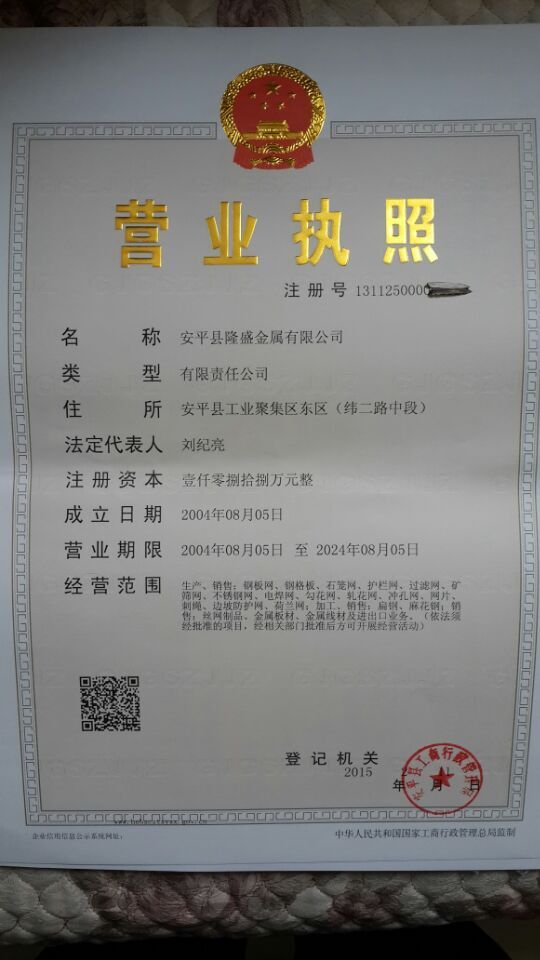 营业执照
注册号 1311250000
名称 安平县隆盛金属有限公司
类型 有限责任公司
住所 安平县工业聚集区东区（纬二路中段）
法定代表人 刘纪亮
注册资本 壹仟零捌拾捌万元整
成立日期 2004年08月05日
营业期限 2004年08月05日 至 2024年08月05日
经营范围 生产、销售：钢板网、钢格板、石笼网、护栏网、过滤网、矿
筛网、不锈钢网、电焊网、勾花网、轧花网、冲孔网、网片、
刺绳、边坡防护网、荷兰网；加工、销售：扁钢、麻花钢；销
售：丝网制品、金属板材、金属线材及进出口业务。（依法须
经批准的项目，经相关部门批准后方可开展经营活动）
登记机关
安平县工商行政管理局
2015
年 月 日
企业信用信息公示系统网址：
中华人民共和国国家工商行政管理总局监制